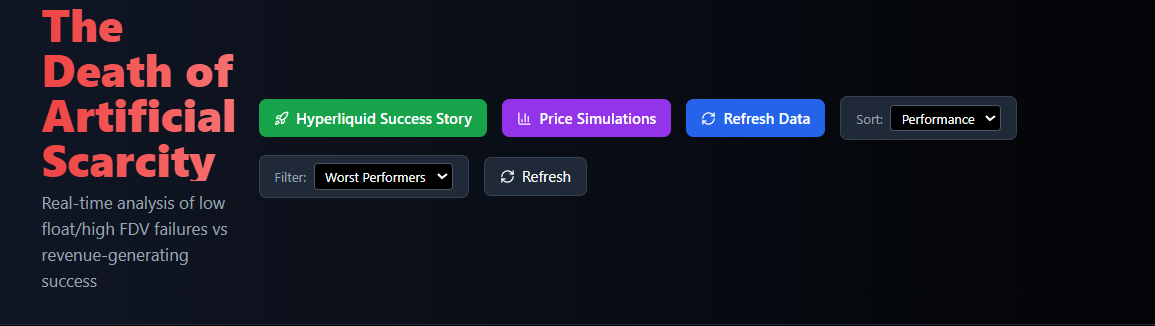 The
Death of
Artificial
Scarcity
Real-time analysis of low
float/high FDV failures vs
revenue-generating
success
Hyperliquid Success Story
Price Simulations
Refresh Data
Sort: Performance
Filter: Worst Performers
Refresh